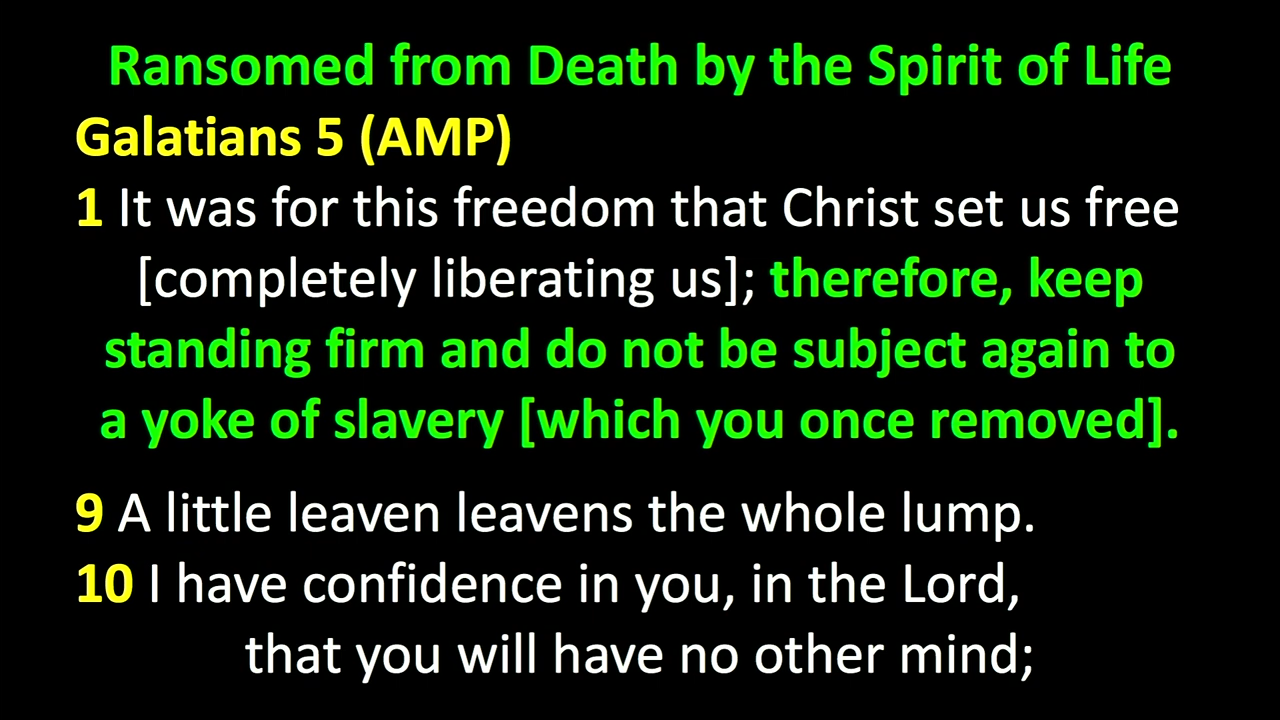 Ransomed from Death by the Spirit of Life
Galatians 5 (AMP)
1 It was for this freedom that Christ set us free
[completely liberating us]; therefore, keep
standing firm and do not be subject again to
a yoke of slavery [which you once removed].
9 A little leaven leavens the whole lump.
10 I have confidence in you, in the Lord,
that you will have no other mind;